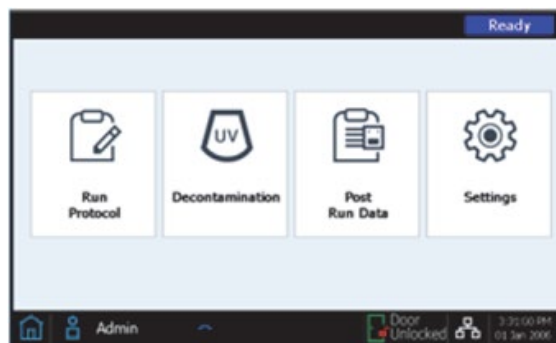 Ready
UV
Run
Protocol
Decontamination
Post
Run Data
Settings
Admin
Door
Unlocked
3:31:00 PM
01 Jan 2006